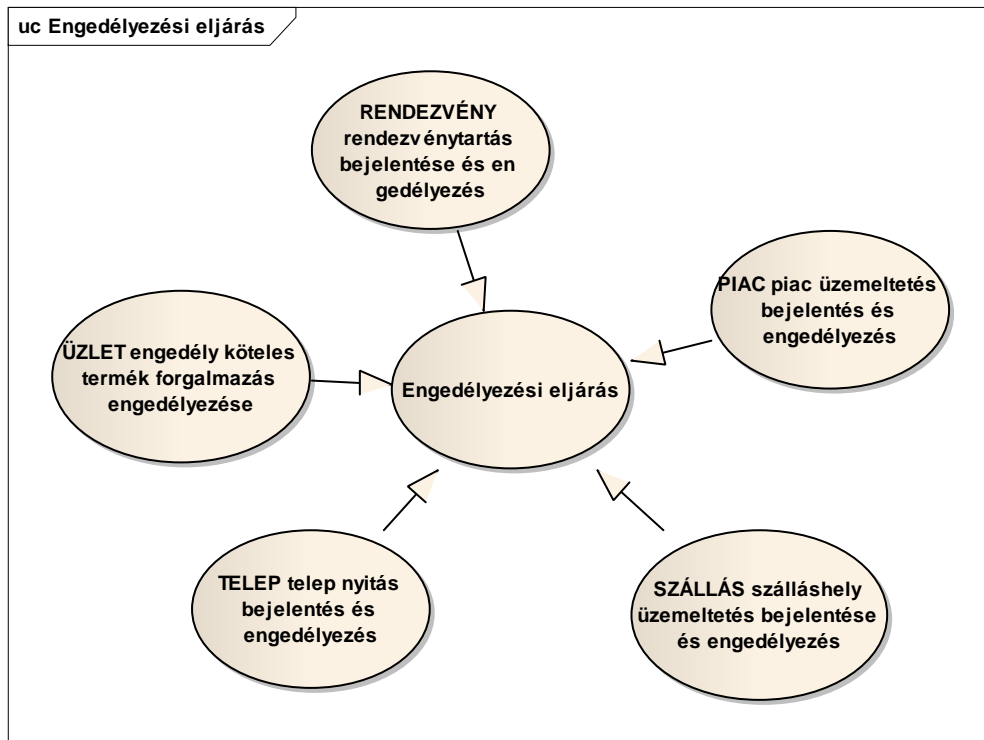 uc Engedélyezési eljárás
RENDEZVÉNY
rendezvénytartás
bejelentése és en
gedélyezés
PIAC piac üzemeltetés
bejelentés és
engedélyezés
ÜZLET engedély köteles
termék forgalmazás
engedélyezése
Engedélyezési eljárás
TELEP telep nyitás
bejelentés és
engedélyezés
SZÁLLÁS szálláshely
üzemeltetés bejelentése
és engedélyezés